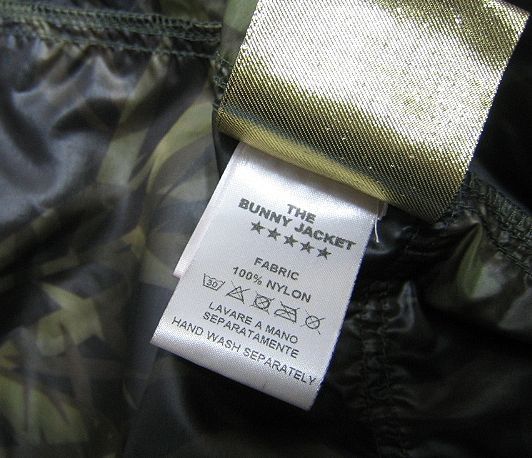 THE
BUNNY JACKET
★★★★★
FABRIC
100% NYLON
30
LAVARE A MANO
SEPARATAMENTE
HAND WASH SEPARATELY